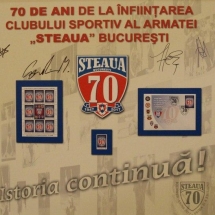 70 DE ANI DE LA ÎNFIINȚAREA
CLUBULUI SPORTIV AL ARMATEI
„STEAUA” BUCUREȘTI
STEAUA
70
istoria continuă!
STEAUA
70